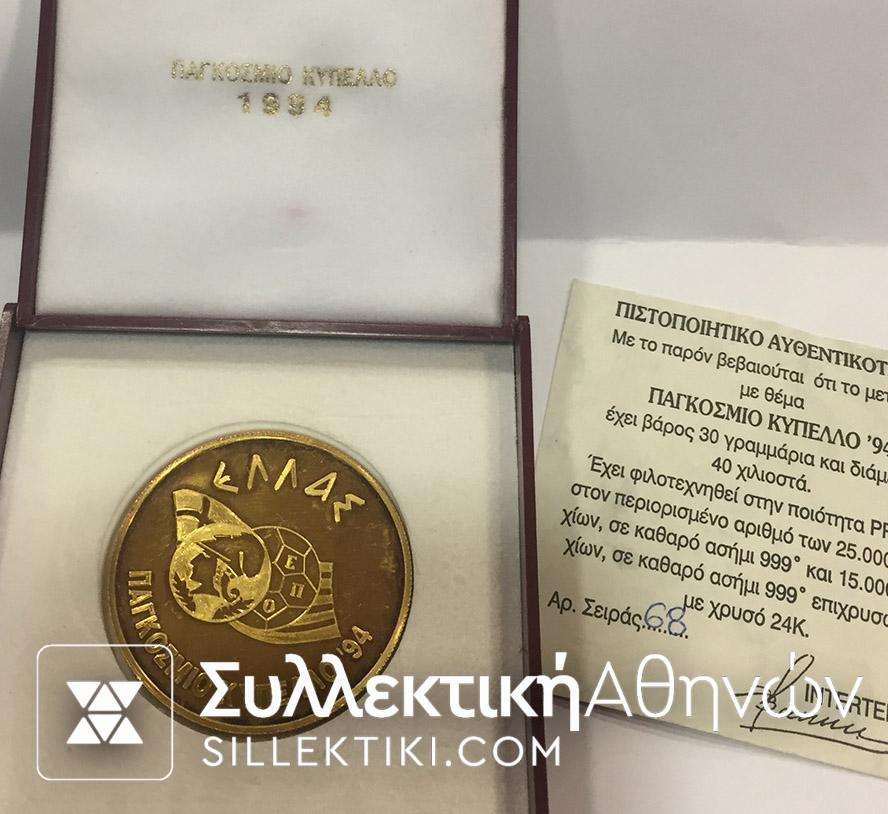 ΠΑΓΚΟΣΜΙΟ ΚΥΠΕΛΛΟ
1994
ΕΛΛΑΣ
Ε
Π
Ο
ΠΑΓΚΟΣΜΙΟ ΚΥΠΕΛΛΟ '94
ΠΙΣΤΟΠΟΙΗΤΙΚΟ ΑΥΘΕΝΤΙΚΟΤ
Με το παρόν βεβαιούται ότι το μετ
με θέμα
ΠΑΓΚΟΣΜΙΟ ΚΥΠΕΛΛΟ '94
έχει βάρος 30 γραμμάρια και διάμ
40 χιλιοστά.
Έχει φιλοτεχνηθεί στην ποιότητα PR
στον περιορισμένο αριθμό των 25.000
χίων, σε καθαρό ασήμι 999° και 15.000
χίων, σε καθαρό ασήμι 999° επιχρυσ
με χρυσό 24Κ.
Αρ. Σειράς.....68.
INTERTE
ΣυλλεκτικήΑθηνών
SILLEKTIKI.COM